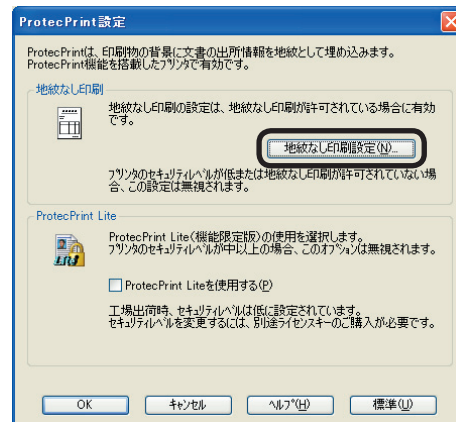 ProtecPrint設定
ProtecPrintは、印刷物の背景に文書の出所情報を地紋として埋め込みます。
ProtecPrint機能を搭載したプリンタで有効です。
地紋なし印刷
地紋なし印刷の設定は、地紋なし印刷が許可されている場合に有効
です。
地紋なし印刷設定(N)...
プリンタのセキュリティレベルが低または地紋なし印刷が許可されていない場
合、この設定は無視されます。
ProtecPrint Lite
ProtecPrint Lite(機能限定版)の使用を選択します。
プリンタのセキュリティレベルが中以上の場合、このオプションは無視されます。
ProtecPrint Liteを使用する(P)
工場出荷時、セキュリティレベルは低に設定されています。
セキュリティレベルを変更するには、別途ライセンスキーのご購入が必要です。
OK
キャンセル
ヘルプ(H)
標準(U)